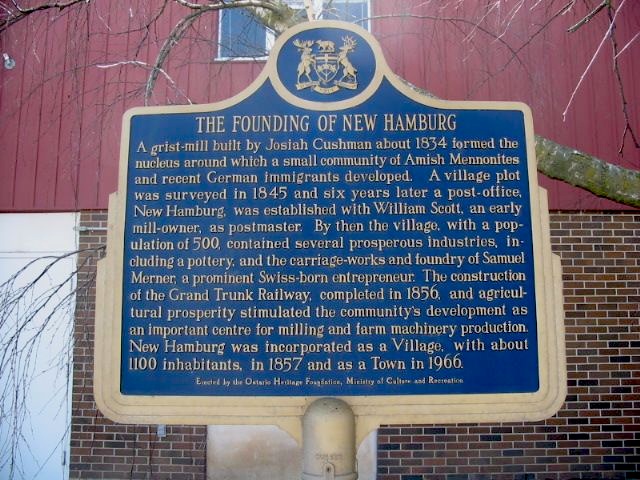 THE FOUNDING OF NEW HAMBURG
A grist-mill built by Josiah Cushman about 1834 formed the
nucleus around which a small community of Amish Mennonites
and recent German immigrants developed. A village plot
was surveyed in 1845 and six years later a post-office,
New Hamburg, was established with William Scott, an early
mill-owner, as postmaster. By then the village, with a pop-
ulation of 500, contained several prosperous industries, in-
cluding a pottery, and the carriage-works and foundry of Samuel
Merner, a prominent Swiss-born entrepreneur. The construction
of the Grand Trunk Railway, completed in 1856, and agricul-
tural prosperity stimulated the community's development as
an important centre for milling and farm machinery production.
New Hamburg was incorporated as a Village, with about
1100 inhabitants, in 1857 and as a Town in 1966.
Erected by the Ontario Heritage Foundation, Ministry of Culture and Recreation